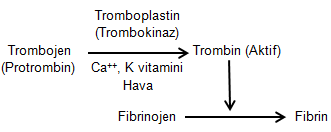 Tromboplastin
(Trombokinaz)
Trombojen
(Protrombin)
Trombin (Aktif)
Ca⁺⁺, K vitamini
Hava
Fibrinojen
Fibrin